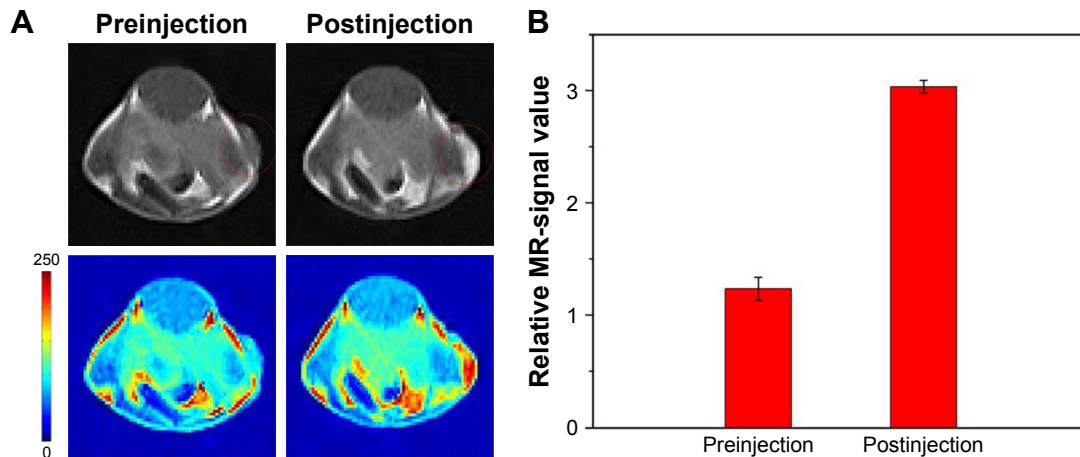 A
Preinjection
Postinjection
250
0
B
Relative MR-signal value
3
2
1
0
Preinjection
Postinjection